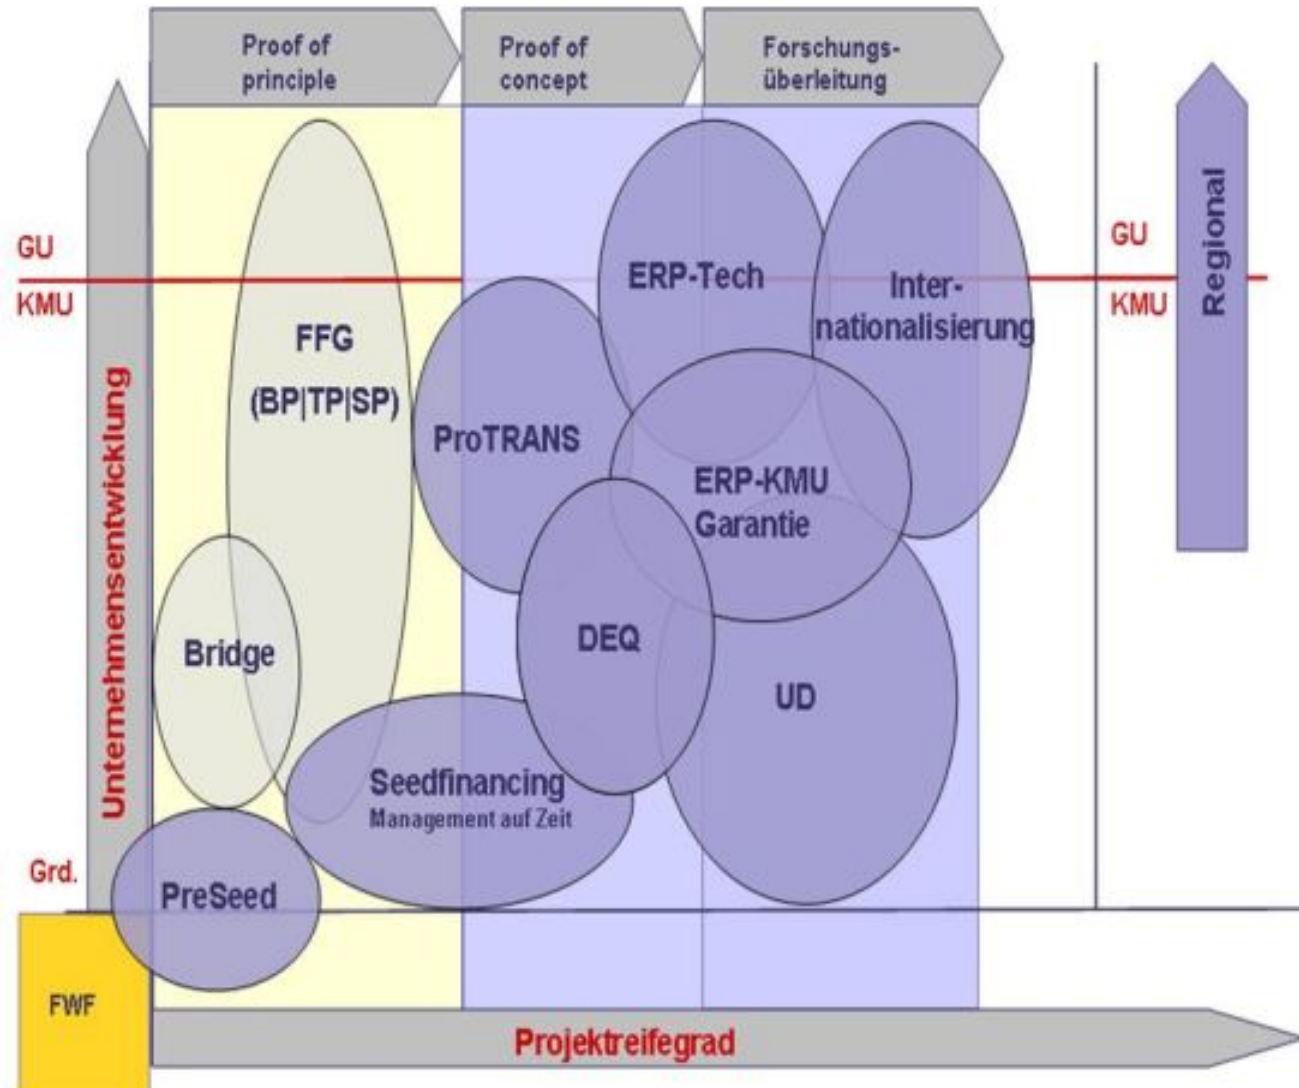 Proof of
principle
Proof of
concept
Forschungs-
überleitung
GU
KMU
GU
KMU
Regional
Unternehmensentwicklung
ERP-Tech
Inter-
nationalisierung
FFG
(BP|TP|SP)
ProTRANS
ERP-KMU
Garantie
Bridge
DEQ
UD
Seedfinancing
Management auf Zeit
Grd.
PreSeed
FWF
Projektreifegrad